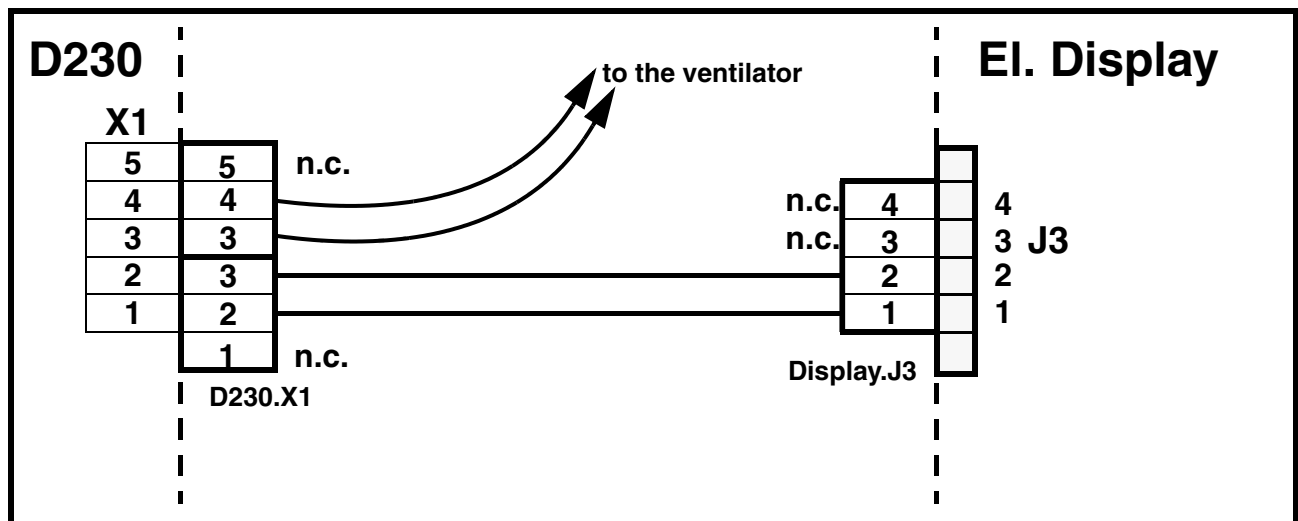 D230
El. Display
to the ventilator
X1
5 5 n.c.
4 4 n.c. 4 4
3 3 n.c. 3 3 J3
2 3 2 2
1 2 1 1
1 n.c.
Display.J3
D230.X1